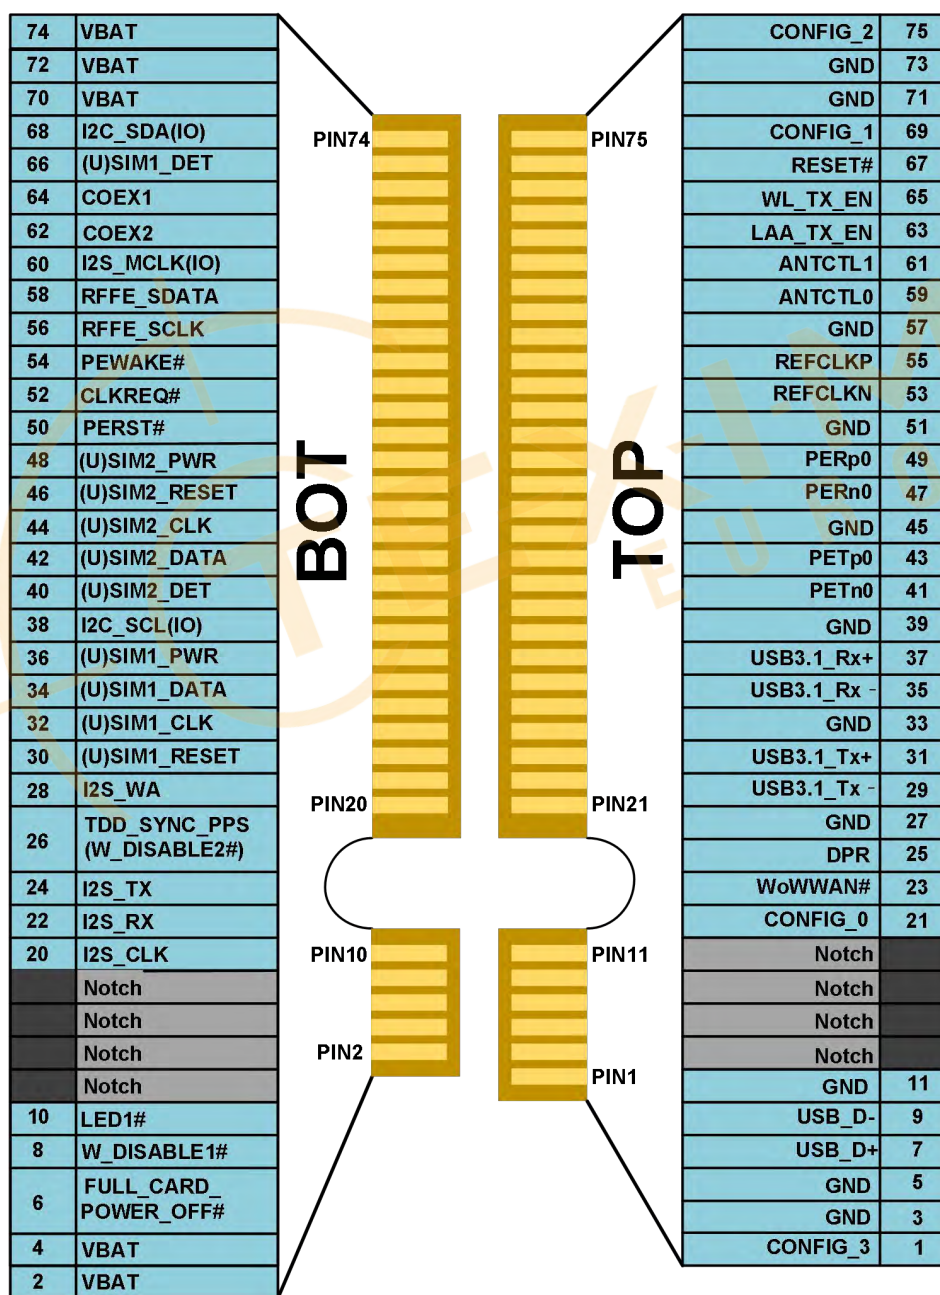 74 VBAT
72 VBAT
70 VBAT
68 I2C_SDA(IO)
66 (U)SIM1_DET
64 COEX1
62 COEX2
60 I2S_MCLK(IO)
58 RFFE_SDATA
56 RFFE_SCLK
54 PEWAKE#
52 CLKREQ#
50 PERST#
48 (U)SIM2_PWR
46 (U)SIM2_RESET
44 (U)SIM2_CLK
42 (U)SIM2_DATA
40 (U)SIM2_DET
38 I2C_SCL(IO)
36 (U)SIM1_PWR
34 (U)SIM1_DATA
32 (U)SIM1_CLK
30 (U)SIM1_RESET
28 I2S_WA
26 TDD_SYNC_PPS
(W_DISABLE2#)
24 I2S_TX
22 I2S_RX
20 I2S_CLK
Notch
Notch
Notch
Notch
10 LED1#
8 W_DISABLE1#
6 FULL_CARD_
POWER_OFF#
4 VBAT
2 VBAT
PIN74
BOT
PIN20
PIN10
PIN2
PIN75
TOP
PIN21
PIN11
PIN1
CONFIG_2 75
GND 73
GND 71
CONFIG_1 69
RESET# 67
WL_TX_EN 65
LAA_TX_EN 63
ANTCTL1 61
ANTCTL0 59
GND 57
REFCLKP 55
REFCLKN 53
GND 51
PERp0 49
PERn0 47
GND 45
PETp0 43
PETn0 41
GND 39
USB3.1_Rx+ 37
USB3.1_Rx - 35
GND 33
USB3.1_Tx+ 31
USB3.1_Tx - 29
GND 27
DPR 25
WoWWAN# 23
CONFIG_0 21
Notch
Notch
Notch
Notch
GND 11
USB_D- 9
USB_D+ 7
GND 5
GND 3
CONFIG_3 1
TEXIM
EURO